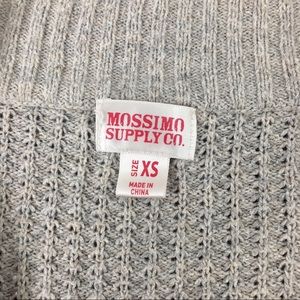 MOSSIMO
SUPPLY CO.
SIZE XS
MADE IN
CHINA